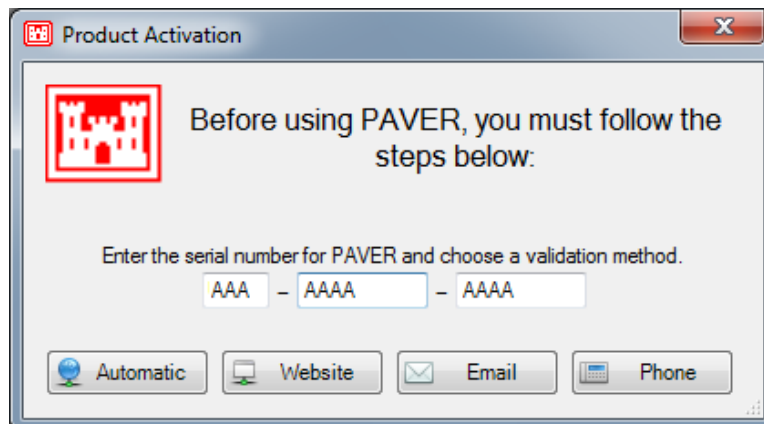 Product Activation
Before using PAVER, you must follow the
steps below:
Enter the serial number for PAVER and choose a validation method.
AAA – AAAA – AAAA
Automatic Website Email Phone